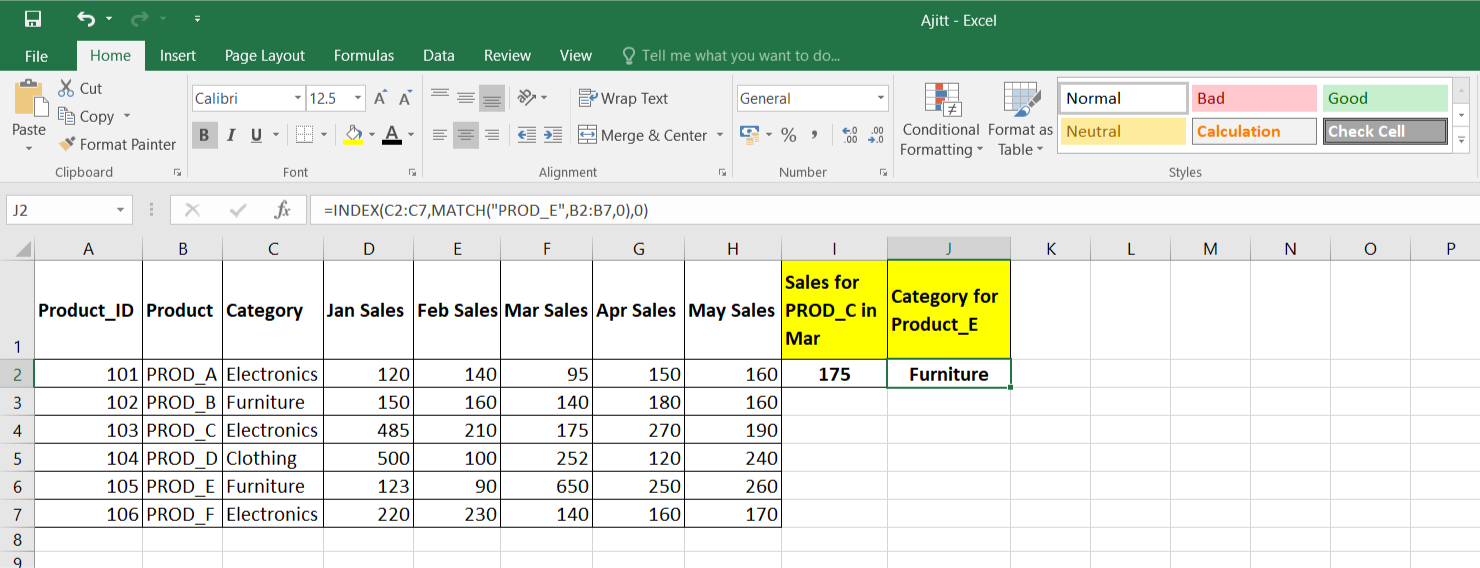 Ajitt - Excel
File Home Insert Page Layout Formulas Data Review View Tell me what you want to do...
Paste
Cut
Copy
Format Painter
Clipboard
Calibri 12.5 A A
B I U A
Font
Wrap Text
Merge & Center
Alignment
General
% , .0 .00 .00 .0
Number
Conditional Formatting
Format as Table
Normal Bad Good
Neutral Calculation Check Cell
Styles
J2 fx =INDEX(C2:C7,MATCH("PROD_E",B2:B7,0),0)
A B C D E F G H I J K L M N O P
1 Product_ID Product Category Jan Sales Feb Sales Mar Sales Apr Sales May Sales Sales for PROD_C in Mar Category for Product_E
2 101 PROD_A Electronics 120 140 95 150 160 175 Furniture
3 102 PROD_B Furniture 150 160 140 180 160
4 103 PROD_C Electronics 485 210 175 270 190
5 104 PROD_D Clothing 500 100 252 120 240
6 105 PROD_E Furniture 123 90 650 250 260
7 106 PROD_F Electronics 220 230 140 160 170
8
9